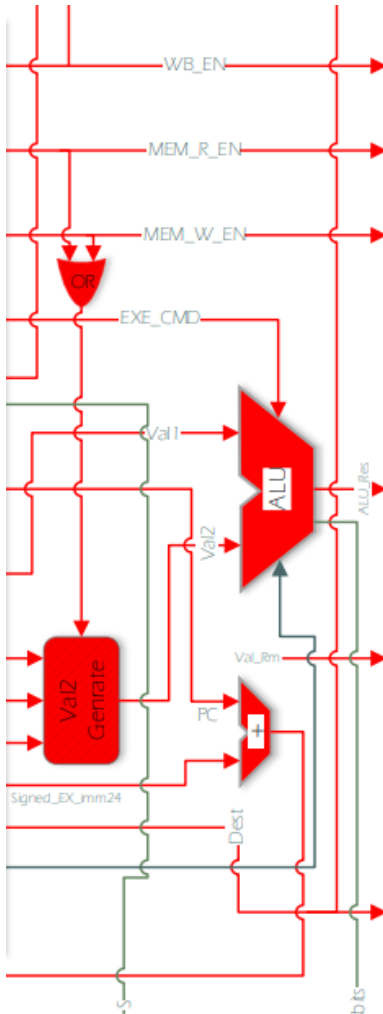 WB_EN
MEM_R_EN
MEM_W_EN
OR
EXE_CMD
Val1
ALU
ALU_Res
Val2
Val_Rm
Val2
Genrate
PC
+
Signed_EX_imm24
Dest
S
bits